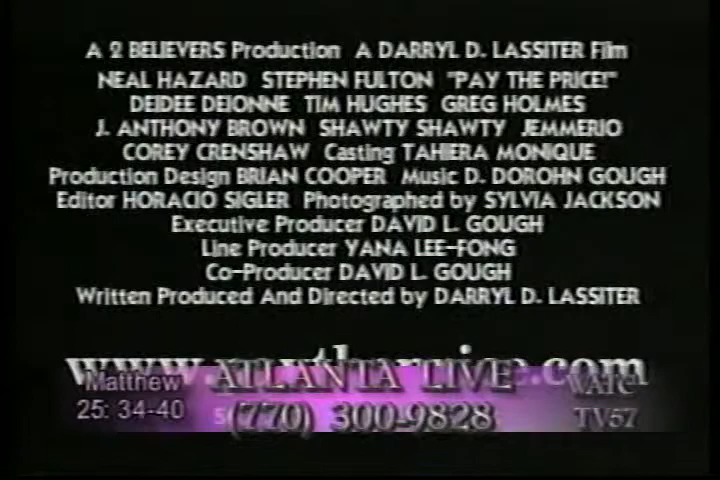 A 2 BELIEVERS Production A DARRYL D. LASSITER Film
NEAL HAZARD STEPHEN FULTON "PAY THE PRICE!"
DEIDEE DEIONNE TIM HUGHES GREG HOLMES
J. ANTHONY BROWN SHAWTY SHAWTY JEMMERIO
COREY CRENSHAW Casting TAHIERA MONIQUE
Production Design BRIAN COOPER Music D. DOROHN GOUGH
Editor HORACIO SIGLER Photographed by SYLVIA JACKSON
Executive Producer DAVID L. GOUGH
Line Producer YANA LEE-FONG
Co-Producer DAVID L. GOUGH
Written Produced And Directed by DARRYL D. LASSITER
Matthew
25: 34-40
ATLANTA LIVE
(770) 300-9828
WATC
TV57